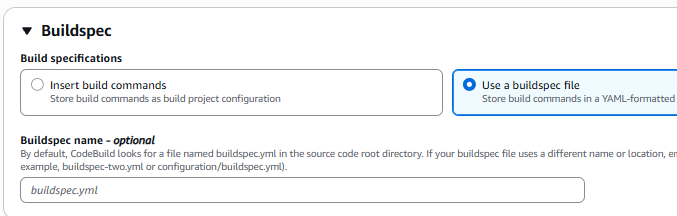 Buildspec
Build specifications
Insert build commands
Store build commands as build project configuration
Use a buildspec file
Store build commands in a YAML-formatted
Buildspec name - optional
By default, CodeBuild looks for a file named buildspec.yml in the source code root directory. If your buildspec file uses a different name or location,
example, buildspec-two.yml or configuration/buildspec.yml).
buildspec.yml